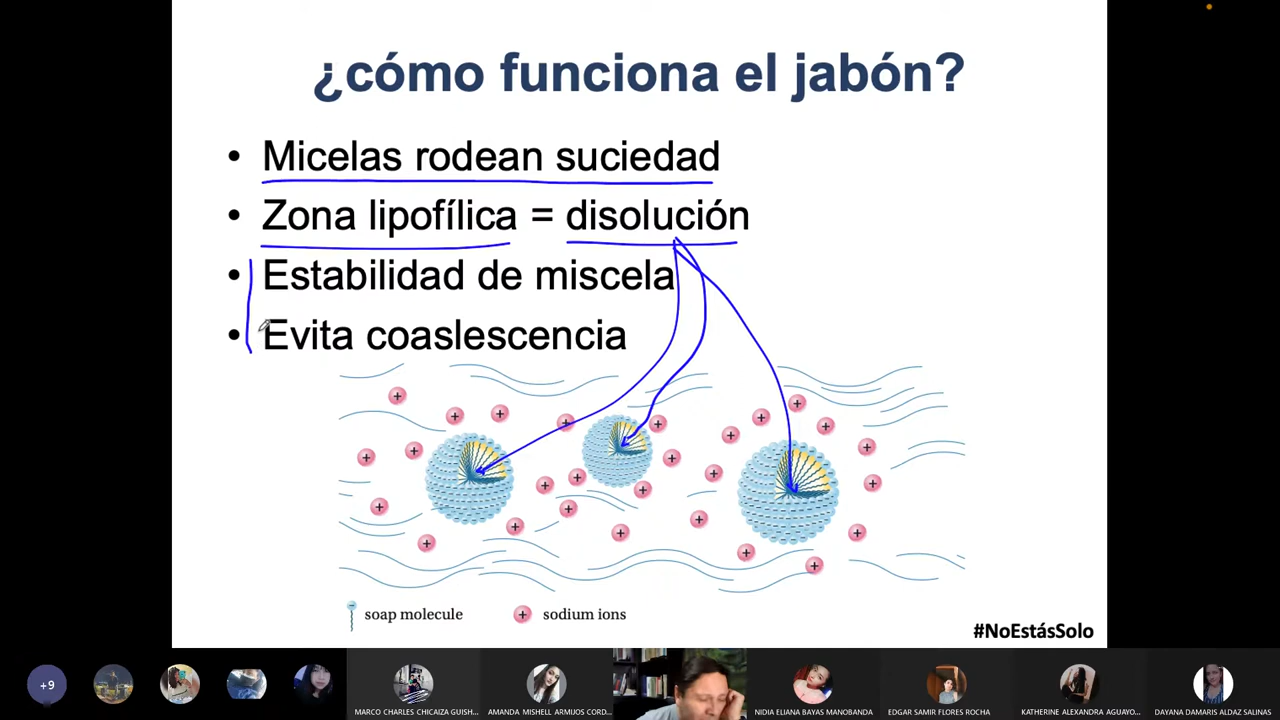 ¿cómo funciona el jabón?
• Micelas rodean suciedad
• Zona lipofílica = disolución
• Estabilidad de miscela
• Evita coaslescencia
soap molecule
+ sodium ions
#NoEstásSolo
+9
MARCO CHARLES CHICAIZA GUISH...
AMANDA MISHELL ARMIJOS CORD...
NIDIA ELIANA BAYAS MANOBANDA
EDGAR SAMIR FLORES ROCHA
KATHERINE ALEXANDRA AGUAYO...
DAYANA DAMARIS ALDAZ SALINAS